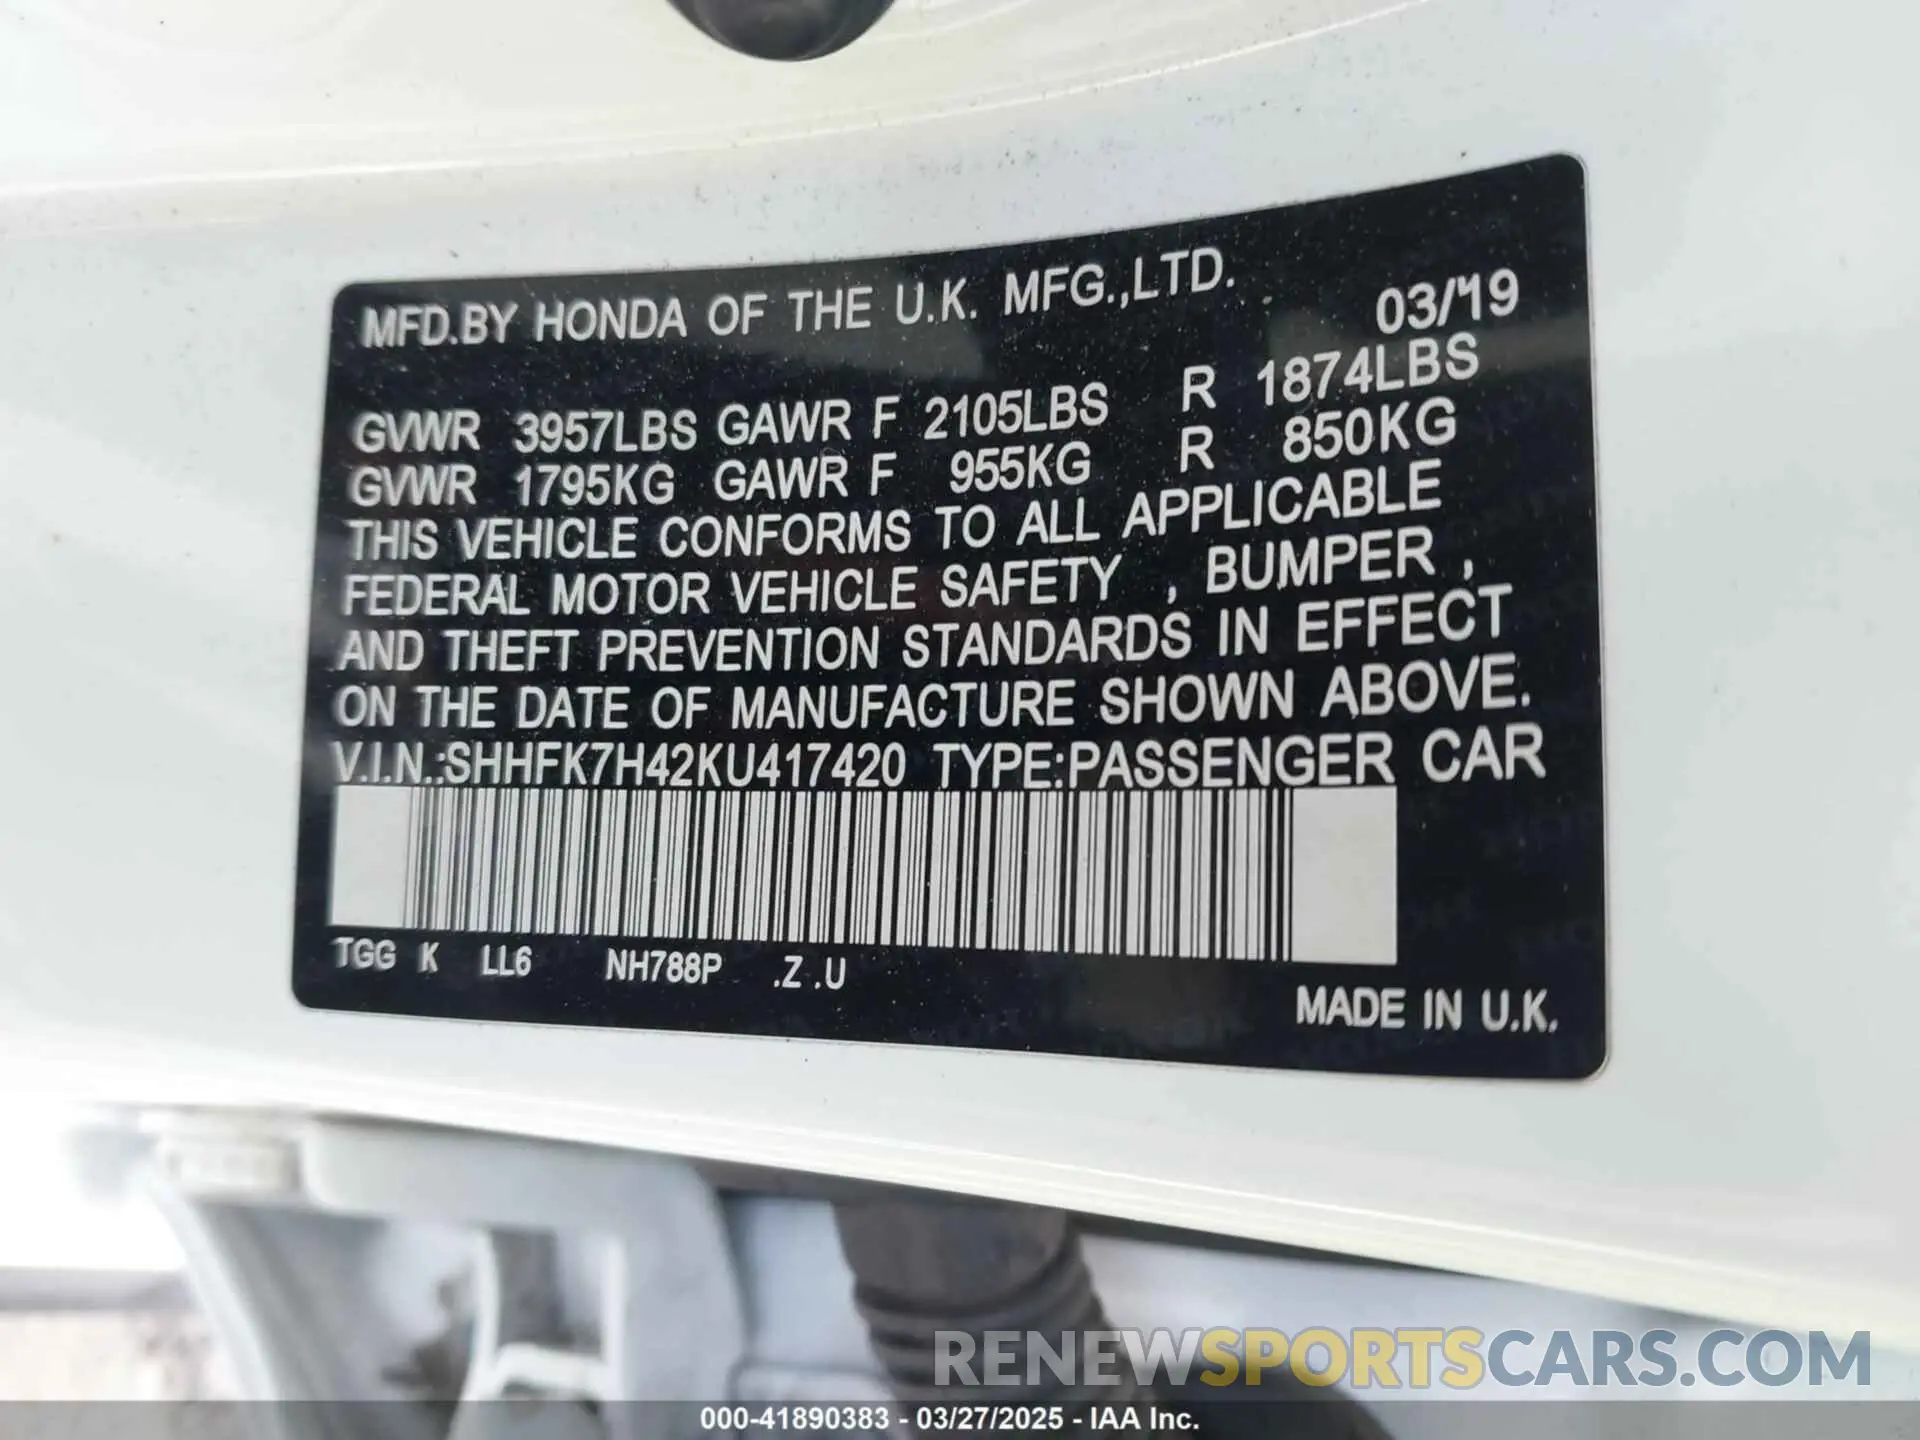 MFD.BY HONDA OF THE U.K. MFG.,LTD. 03/'19
GVWR 3957LBS GAWR F 2105LBS R 1874LBS
GVWR 1795KG GAWR F 955KG R 850KG
THIS VEHICLE CONFORMS TO ALL APPLICABLE
FEDERAL MOTOR VEHICLE SAFETY , BUMPER ,
AND THEFT PREVENTION STANDARDS IN EFFECT
ON THE DATE OF MANUFACTURE SHOWN ABOVE.
V.I.N.:SHHFK7H42KU417420 TYPE:PASSENGER CAR
TGG K LL6 NH788P .Z .U
MADE IN U.K.
RENEWSPORTSCARS.COM
000-41890383 - 03/27/2025 - IAA Inc.